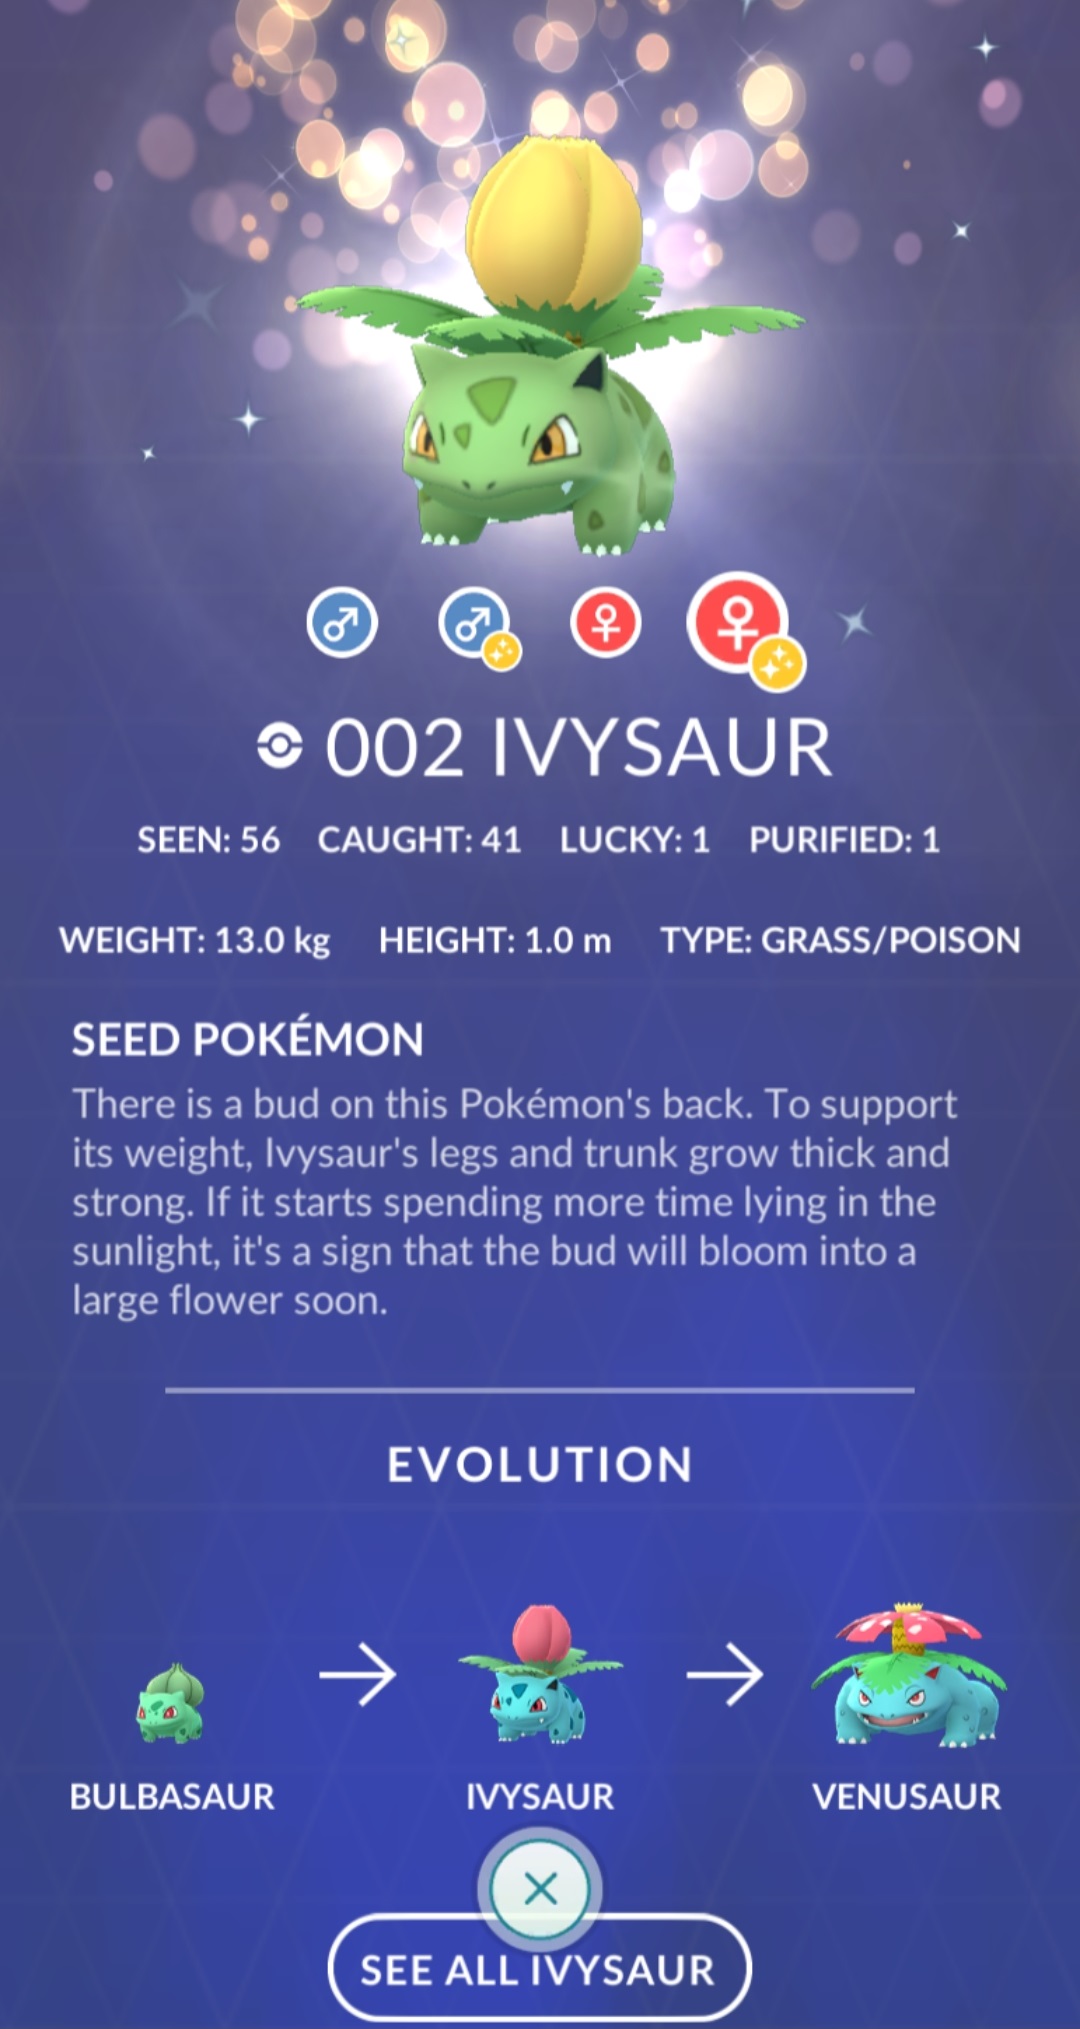 002 IVYSAUR
SEEN: 56 CAUGHT: 41 LUCKY: 1 PURIFIED: 1
WEIGHT: 13.0 kg HEIGHT: 1.0 m TYPE: GRASS/POISON
SEED POKÉMON
There is a bud on this Pokémon's back. To support
its weight, Ivysaur's legs and trunk grow thick and
strong. If it starts spending more time lying in the
sunlight, it's a sign that the bud will bloom into a
large flower soon.
EVOLUTION
BULBASAUR IVYSAUR VENUSAUR
SEE ALL IVYSAUR